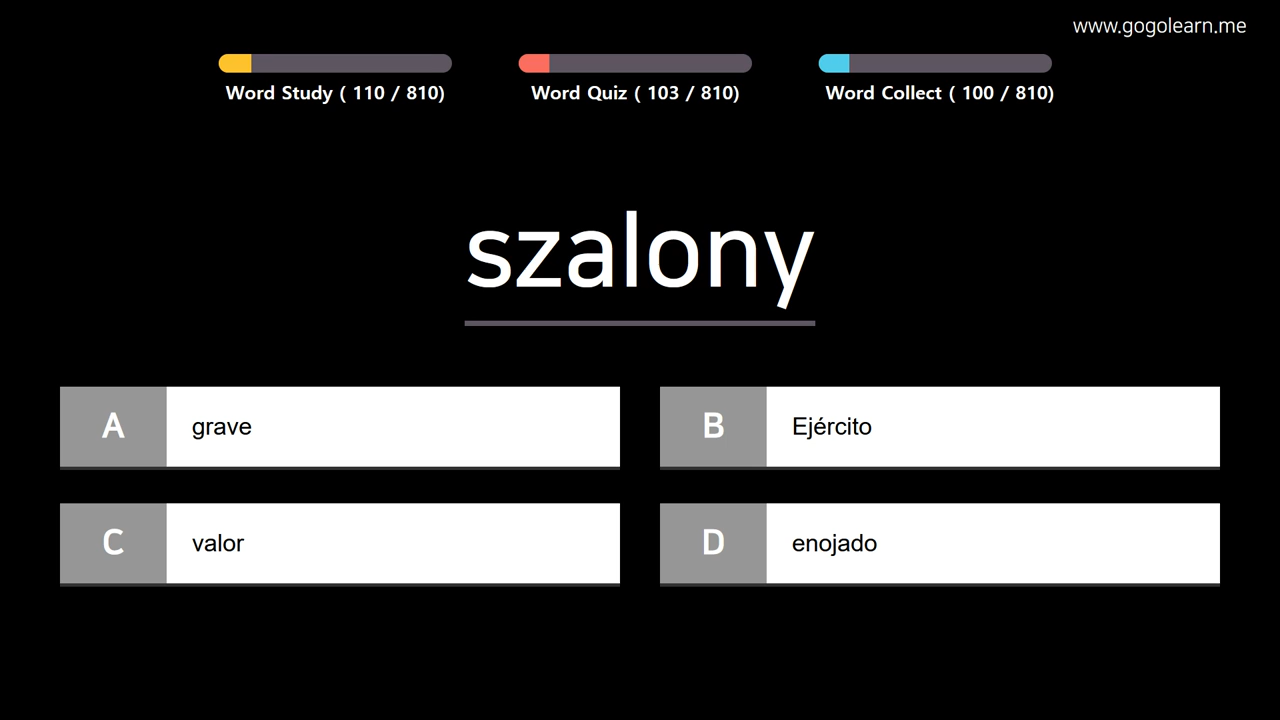 www.gogolearn.me
Word Study ( 110 / 810)
Word Quiz ( 103 / 810)
Word Collect ( 100 / 810)
szalony
A grave
B Ejército
C valor
D enojado